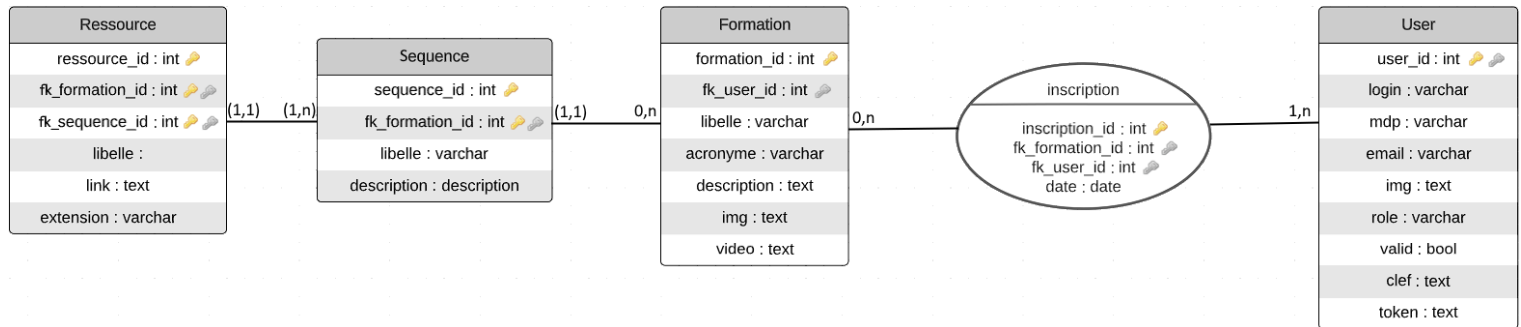 Ressource
ressource_id : int
fk_formation_id : int
fk_sequence_id : int
libelle :
link : text
extension : varchar
(1,1)
(1,n)
Sequence
sequence_id : int
fk_formation_id : int
libelle : varchar
description : description
(1,1)
0,n
Formation
formation_id : int
fk_user_id : int
libelle : varchar
acronyme : varchar
description : text
img : text
video : text
0,n
inscription
inscription_id : int
fk_formation_id : int
fk_user_id : int
date : date
1,n
User
user_id : int
login : varchar
mdp : varchar
email : varchar
img : text
role : varchar
valid : bool
clef : text
token : text